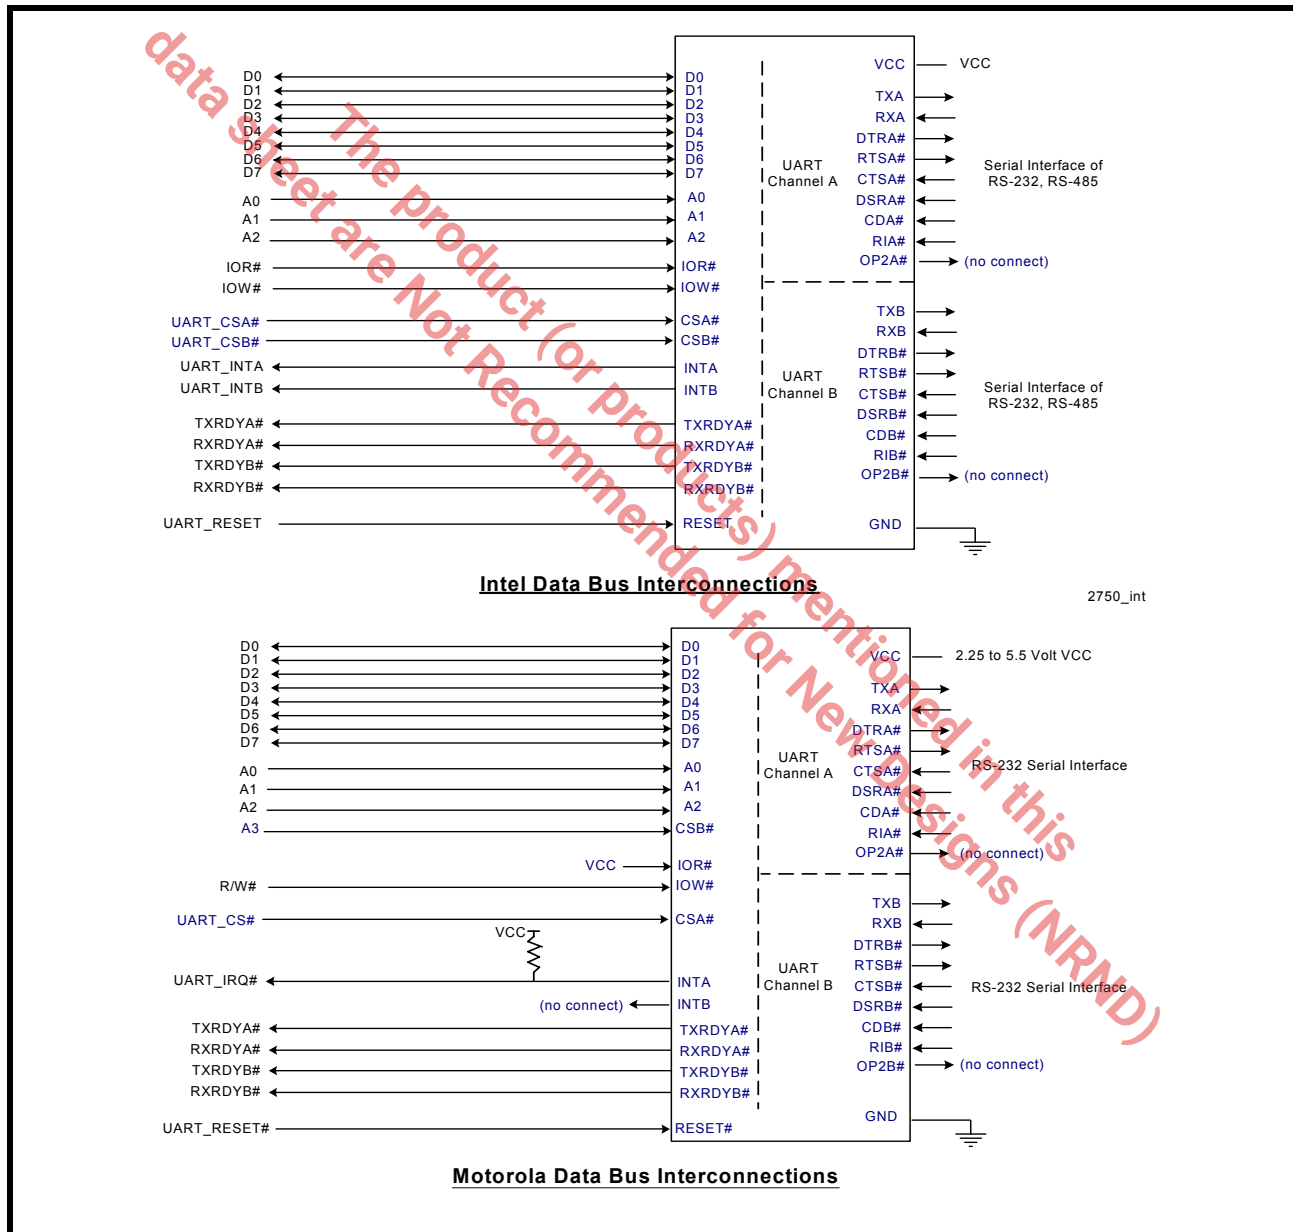 D0 D0
D1 D1
D2 D2
D3 D3
D4 D4
D5 D5
D6 D6
D7 D7
A0 A0
A1 A1
A2 A2
IOR# IOR#
IOW# IOW#
UART_CSA# CSA#
UART_CSB# CSB#
UART_INTA INTA
UART_INTB INTB
TXRDYA# TXRDYA#
RXRDYA# RXRDYA#
TXRDYB# TXRDYB#
RXRDYB# RXRDYB#
UART_RESET RESET
UART
Channel A
UART
Channel B
VCC VCC
TXA
RXA
DTRA#
RTSA#
CTSA#
DSRA#
CDA#
RIA#
OP2A# (no connect)
Serial Interface of
RS-232, RS-485
TXB
RXB
DTRB#
RTSB#
CTSB#
DSRB#
CDB#
RIB#
OP2B# (no connect)
Serial Interface of
RS-232, RS-485
GND
Intel Data Bus Interconnections
2750_int
D0 D0
D1 D1
D2 D2
D3 D3
D4 D4
D5 D5
D6 D6
D7 D7
A0 A0
A1 A1
A2 A2
A3 CSB#
VCC IOR#
R/W# IOW#
UART_CS# CSA#
VCC
UART_IRQ# INTA
(no connect) INTB
TXRDYA# TXRDYA#
RXRDYA# RXRDYA#
TXRDYB# TXRDYB#
RXRDYB# RXRDYB#
UART_RESET# RESET#
UART
Channel A
UART
Channel B
VCC 2.25 to 5.5 Volt VCC
TXA
RXA
DTRA#
RTSA#
CTSA#
DSRA#
CDA#
RIA#
OP2A# (no connect)
RS-232 Serial Interface
TXB
RXB
DTRB#
RTSB#
CTSB#
DSRB#
CDB#
RIB#
OP2B# (no connect)
RS-232 Serial Interface
GND
Motorola Data Bus Interconnections
The product (or products) mentioned in this
data sheet are Not Recommended for New Designs (NRND)